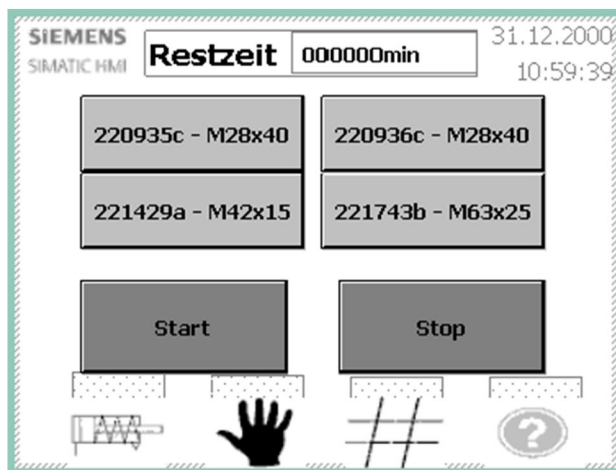 SIEMENS
SIMATIC HMI
Restzeit 000000min
31.12.2000
10:59:39
220935c - M28x40 220936c - M28x40
221429a - M42x15 221743b - M63x25
Start Stop
?